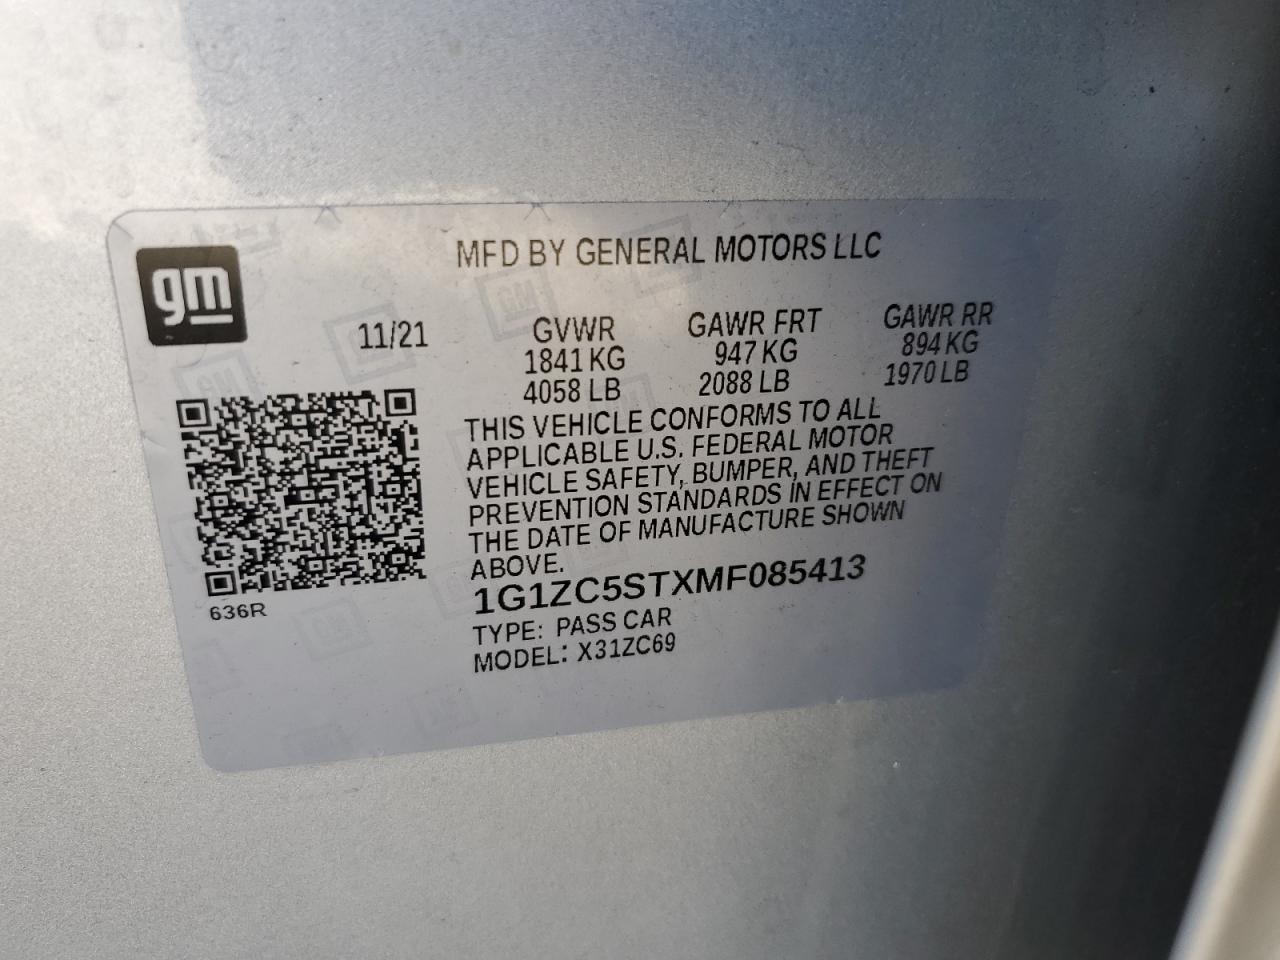 gm
MFD BY GENERAL MOTORS LLC
11/21 GVWR GAWR FRT GAWR RR
1841 KG 947 KG 894 KG
4058 LB 2088 LB 1970 LB
THIS VEHICLE CONFORMS TO ALL
APPLICABLE U.S. FEDERAL MOTOR
VEHICLE SAFETY, BUMPER, AND THEFT
PREVENTION STANDARDS IN EFFECT ON
THE DATE OF MANUFACTURE SHOWN
ABOVE.
1G1ZC5STXMF085413
636R
TYPE: PASS CAR
MODEL: X31ZC69